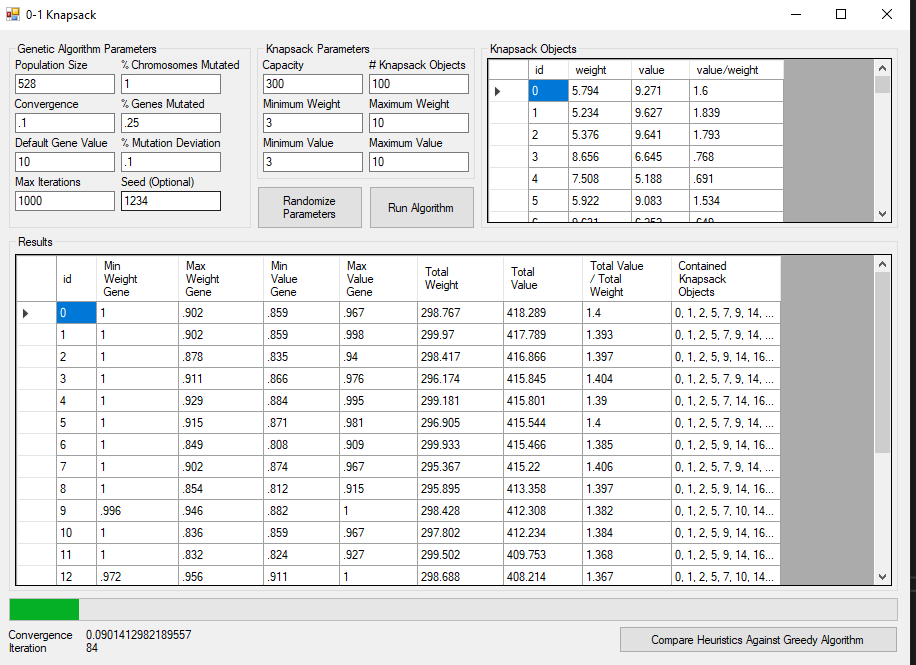 0-1 Knapsack
Genetic Algorithm Parameters
Population Size % Chromosomes Mutated
528 1
Convergence % Genes Mutated
.1 .25
Default Gene Value % Mutation Deviation
10 .1
Max Iterations Seed (Optional)
1000 1234
Knapsack Parameters
Capacity # Knapsack Objects
300 100
Minimum Weight Maximum Weight
3 10
Minimum Value Maximum Value
3 10
Randomize
Parameters
Run Algorithm
Knapsack Objects
id weight value value/weight
0 5.794 9.271 1.6
1 5.234 9.627 1.839
2 5.376 9.641 1.793
3 8.656 6.645 .768
4 7.508 5.188 .691
5 5.922 9.083 1.534
Results
id
Min
Weight
Gene
Max
Weight
Gene
Min
Value
Gene
Max
Value
Gene
Total
Weight
Total
Value
Total Value
/ Total
Weight
Contained
Knapsack
Objects
0 1 .902 .859 .967 298.767 418.289 1.4 0, 1, 2, 5, 7, 9, 14, ...
1 1 .902 .859 .998 299.97 417.789 1.393 0, 1, 2, 5, 7, 9, 14, ...
2 1 .878 .835 .94 298.417 416.866 1.397 0, 1, 2, 5, 9, 14, 16...
3 1 .911 .866 .976 296.174 415.845 1.404 0, 1, 2, 5, 7, 9, 14, ...
4 1 .929 .884 .995 299.181 415.801 1.39 0, 1, 2, 5, 7, 14, 16...
5 1 .915 .871 .981 296.905 415.544 1.4 0, 1, 2, 5, 7, 9, 14, ...
6 1 .849 .808 .909 299.933 415.466 1.385 0, 1, 2, 5, 9, 14, 16...
7 1 .902 .874 .967 295.367 415.22 1.406 0, 1, 2, 5, 7, 9, 14, ...
8 1 .854 .812 .915 295.895 413.358 1.397 0, 1, 2, 5, 9, 14, 16...
9 .996 .946 .882 1 298.428 412.308 1.382 0, 1, 2, 5, 7, 10, 14...
10 1 .836 .859 .967 297.802 412.234 1.384 0, 1, 2, 5, 9, 14, 16...
11 1 .832 .824 .927 299.502 409.753 1.368 0, 1, 2, 5, 9, 14, 16...
12 .972 .956 .911 1 298.688 408.214 1.367 0, 1, 2, 5, 7, 10, 14...
Convergence 0.0901412982189557
Iteration 84
Compare Heuristics Against Greedy Algorithm